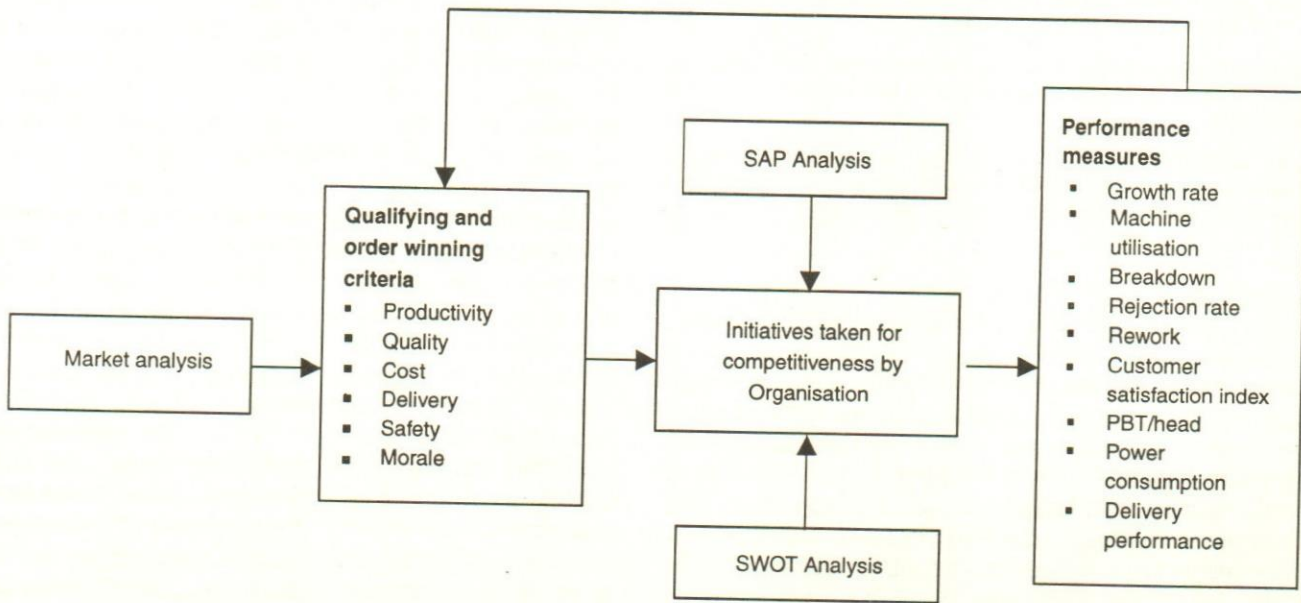 Market analysis
Qualifying and
order winning
criteria
▪ Productivity
▪ Quality
▪ Cost
▪ Delivery
▪ Safety
▪ Morale
SAP Analysis
Initiatives taken for
competitiveness by
Organisation
SWOT Analysis
Performance
measures
▪ Growth rate
▪ Machine
utilisation
▪ Breakdown
▪ Rejection rate
▪ Rework
▪ Customer
satisfaction index
▪ PBT/head
▪ Power
consumption
▪ Delivery
performance